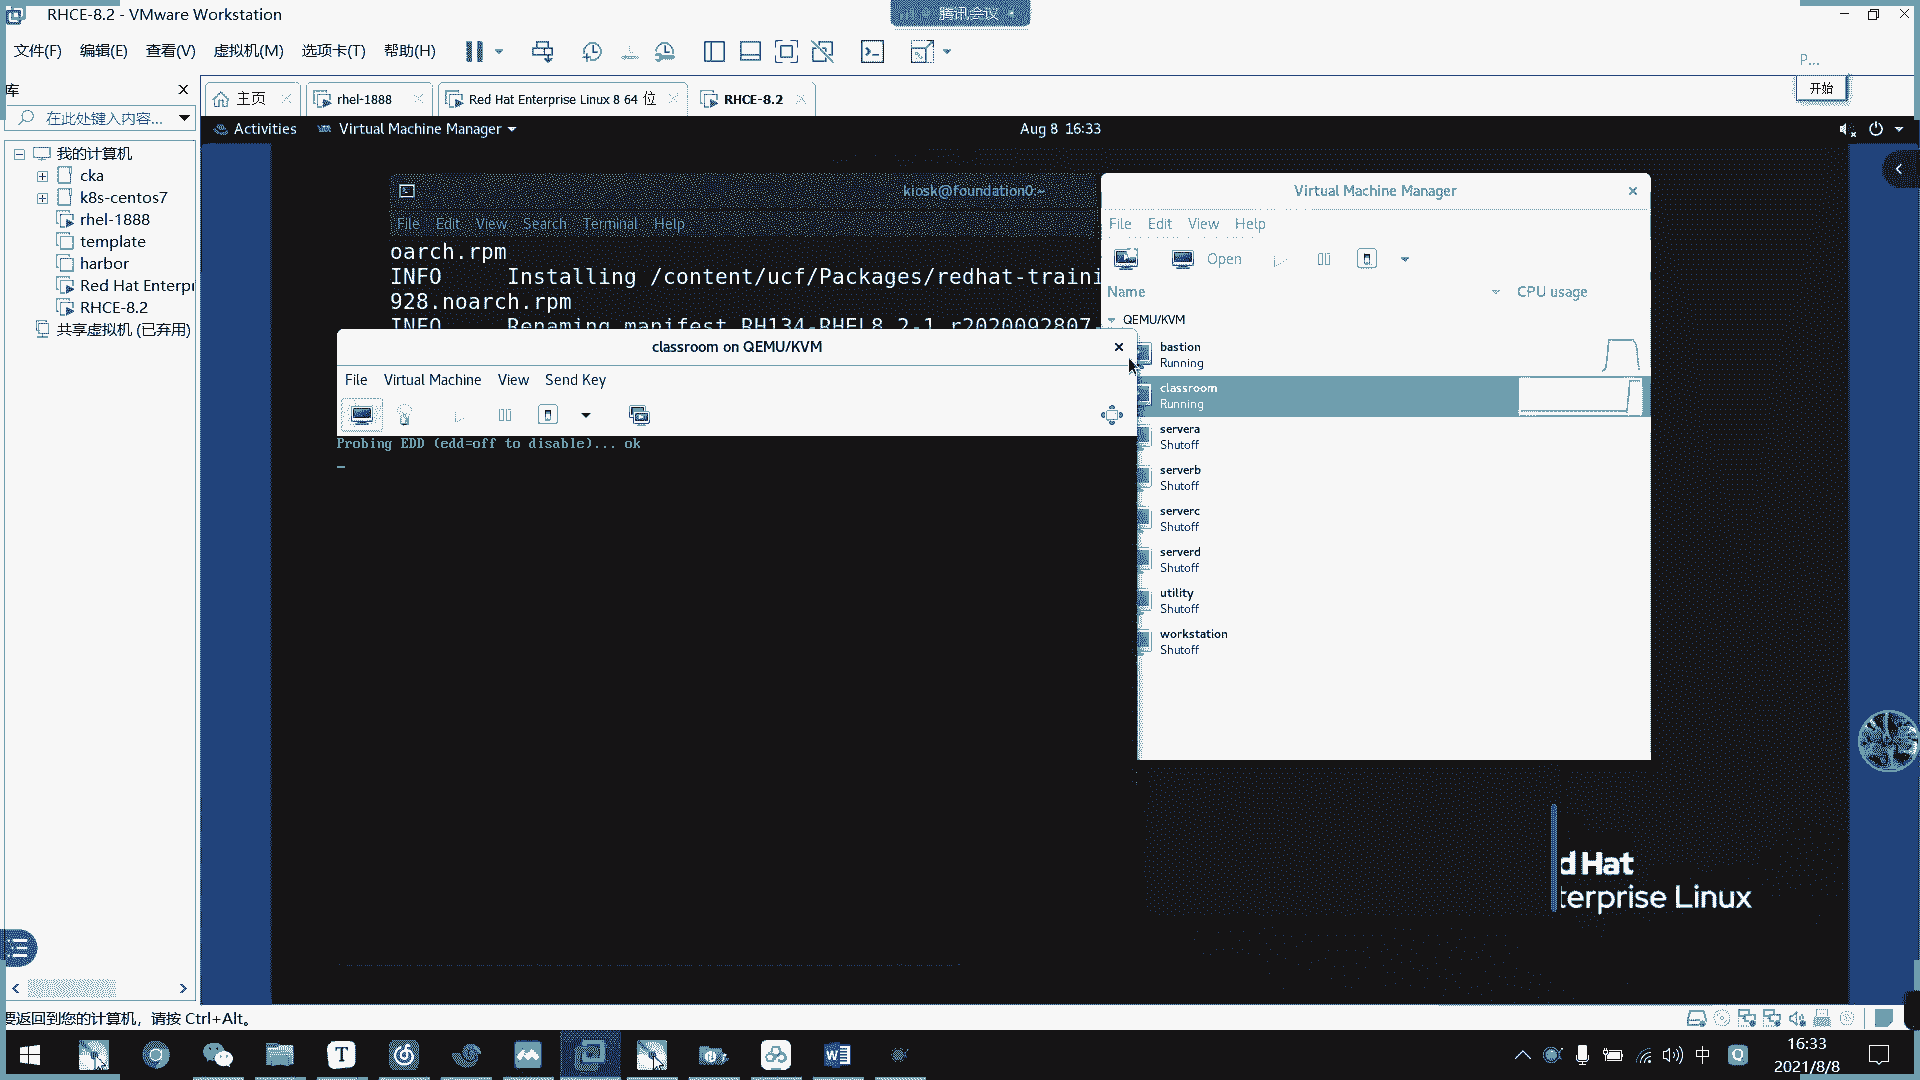 RHCE-8.2 - VMware Workstation
腾讯会议
文件(F) 编辑(E) 查看(V) 虚拟机(M) 选项卡(T) 帮助(H)
P...
开始
库
在此处键入内容...
主页
rhel-1888
Red Hat Enterprise Linux 8 64 位
RHCE-8.2
我的计算机
cka
k8s-centos7
rhel-1888
template
harbor
Red Hat Enterpr
RHCE-8.2
共享虚拟机 (已弃用)
Activities
Virtual Machine Manager
Aug 8 16:33
kiosk@foundation0:~
File Edit View Search Terminal Help
oarch.rpm
INFO Installing /content/ucf/Packages/redhat-traini
928.noarch.rpm
INFO Renaming manifest RH134-RHEL8.2-1.r2020092807-
Virtual Machine Manager
File Edit View Help
Open
Name
CPU usage
QEMU/KVM
bastion
Running
classroom
Running
servera
Shutoff
serverb
Shutoff
serverc
Shutoff
serverd
Shutoff
utility
Shutoff
workstation
Shutoff
classroom on QEMU/KVM
File Virtual Machine View Send Key
Probing EDD (edd=off to disable)... ok
_
d Hat
terprise Linux
要返回到您的计算机，请按 Ctrl+Alt。
中
16:33
2021/8/8